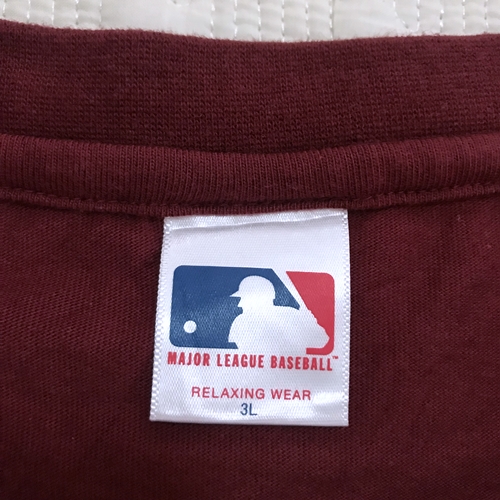 MAJOR LEAGUE BASEBALL™
RELAXING WEAR
3L